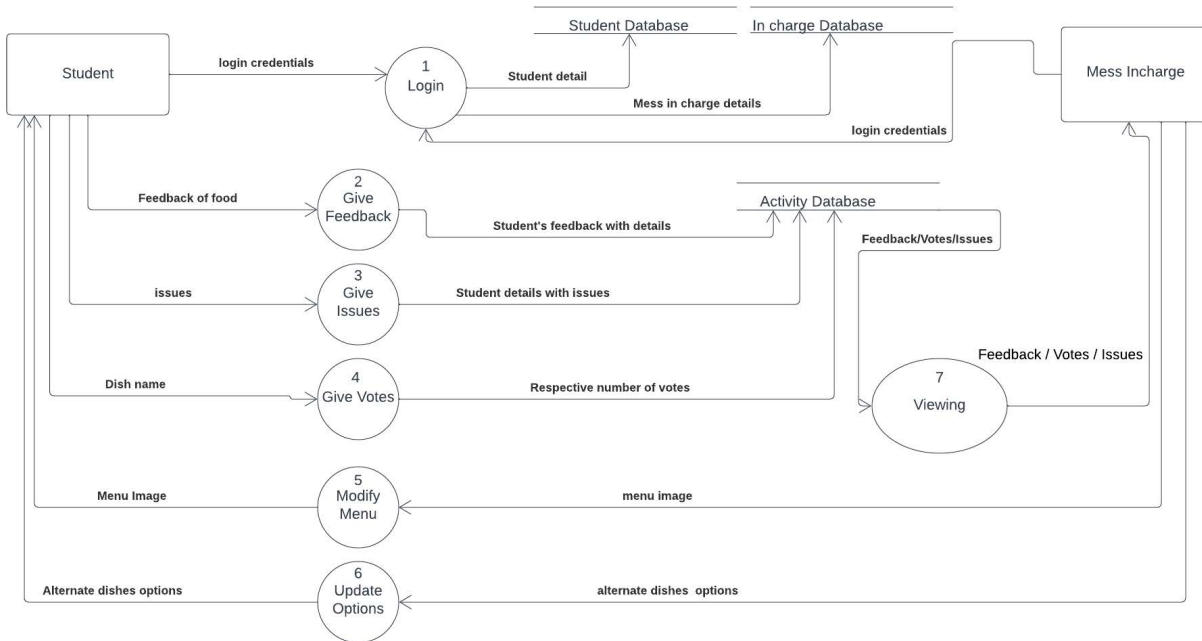 Student Database
In charge Database
Student
login credentials
1
Login
Student detail
Mess in charge details
login credentials
Mess Incharge
Feedback of food
2
Give
Feedback
Student's feedback with details
Activity Database
Feedback/Votes/Issues
issues
3
Give
Issues
Student details with issues
Feedback / Votes / Issues
Dish name
4
Give Votes
Respective number of votes
7
Viewing
Menu Image
5
Modify
Menu
menu image
Alternate dishes options
6
Update
Options
alternate dishes  options